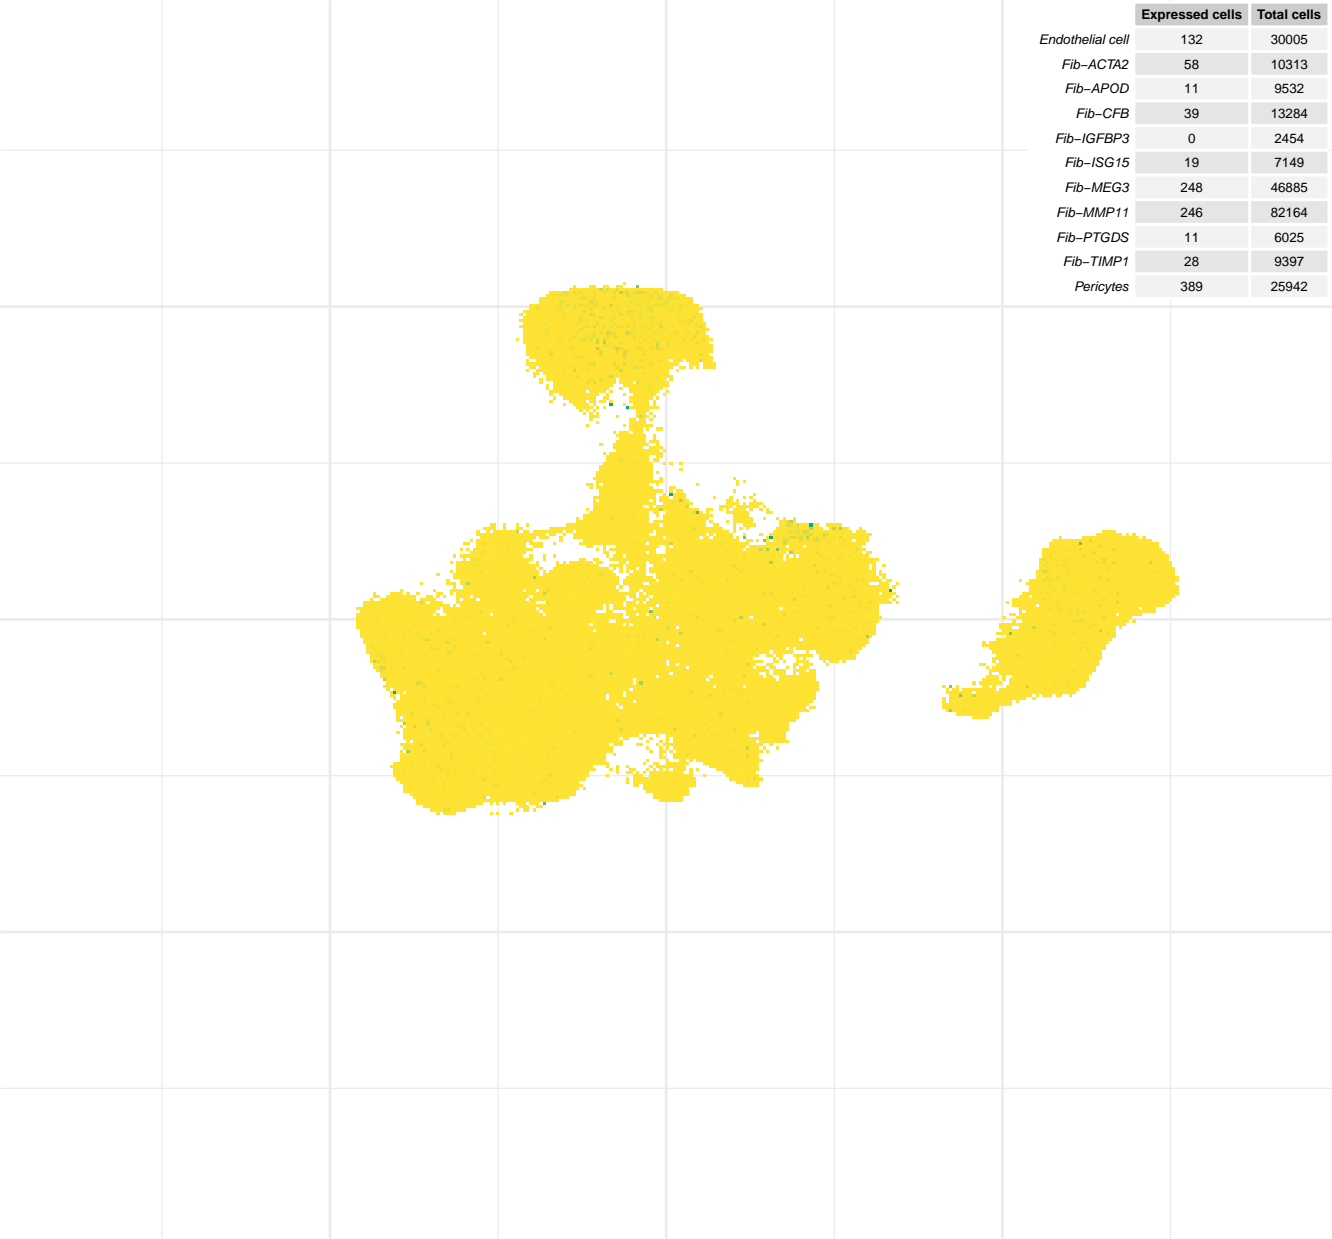 Expressed cells Total cells
Endothelial cell 132 30005
Fib−ACTA2 58 10313
Fib−APOD 11 9532
Fib−CFB 39 13284
Fib−IGFBP3 0 2454
Fib−ISG15 19 7149
Fib−MEG3 248 46885
Fib−MMP11 246 82164
Fib−PTGDS 11 6025
Fib−TIMP1 28 9397
Pericytes 389 25942